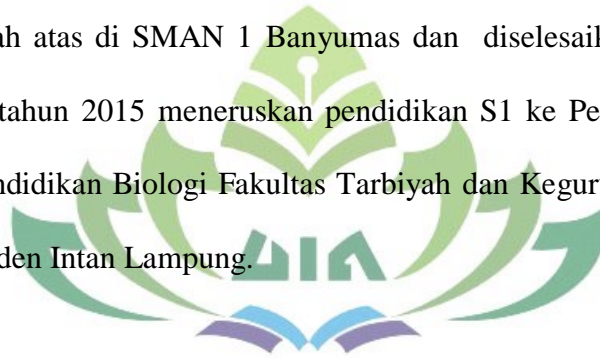 ah atas di SMAN 1 Banyumas dan diselesaik
tahun 2015 meneruskan pendidikan S1 ke Pe
ndidikan Biologi Fakultas Tarbiyah dan Kegur
den Intan Lampung.
UIN